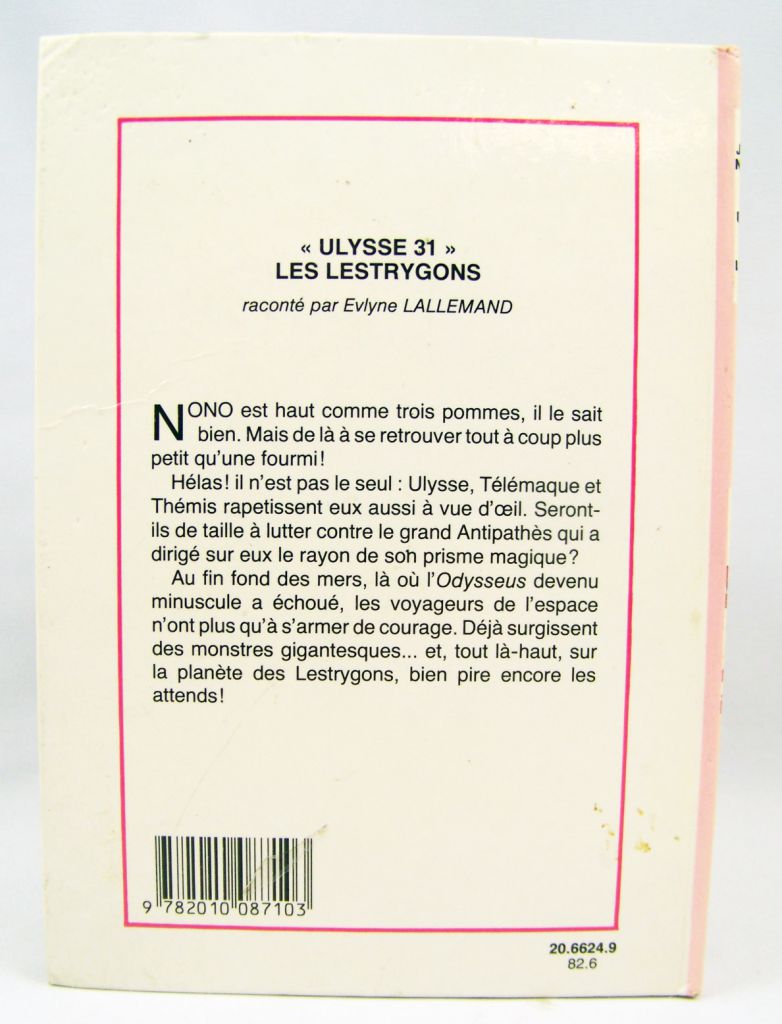 « ULYSSE 31 »
LES LESTRYGONS
raconté par Evlyne LALLEMAND
NONO est haut comme trois pommes, il le sait
bien. Mais de là à se retrouver tout à coup plus
petit qu'une fourmi!
Hélas! il n'est pas le seul : Ulysse, Télémaque et
Thémis rapetissent eux aussi à vue d'œil. Seront-
ils de taille à lutter contre le grand Antipathès qui a
dirigé sur eux le rayon de son prisme magique?
Au fin fond des mers, là où l'Odysseus devenu
minuscule a échoué, les voyageurs de l'espace
n'ont plus qu'à s'armer de courage. Déjà surgissent
des monstres gigantesques... et, tout là-haut, sur
la planète des Lestrygons, bien pire encore les
attends!
9 782010 087103
20.6624.9
82.6